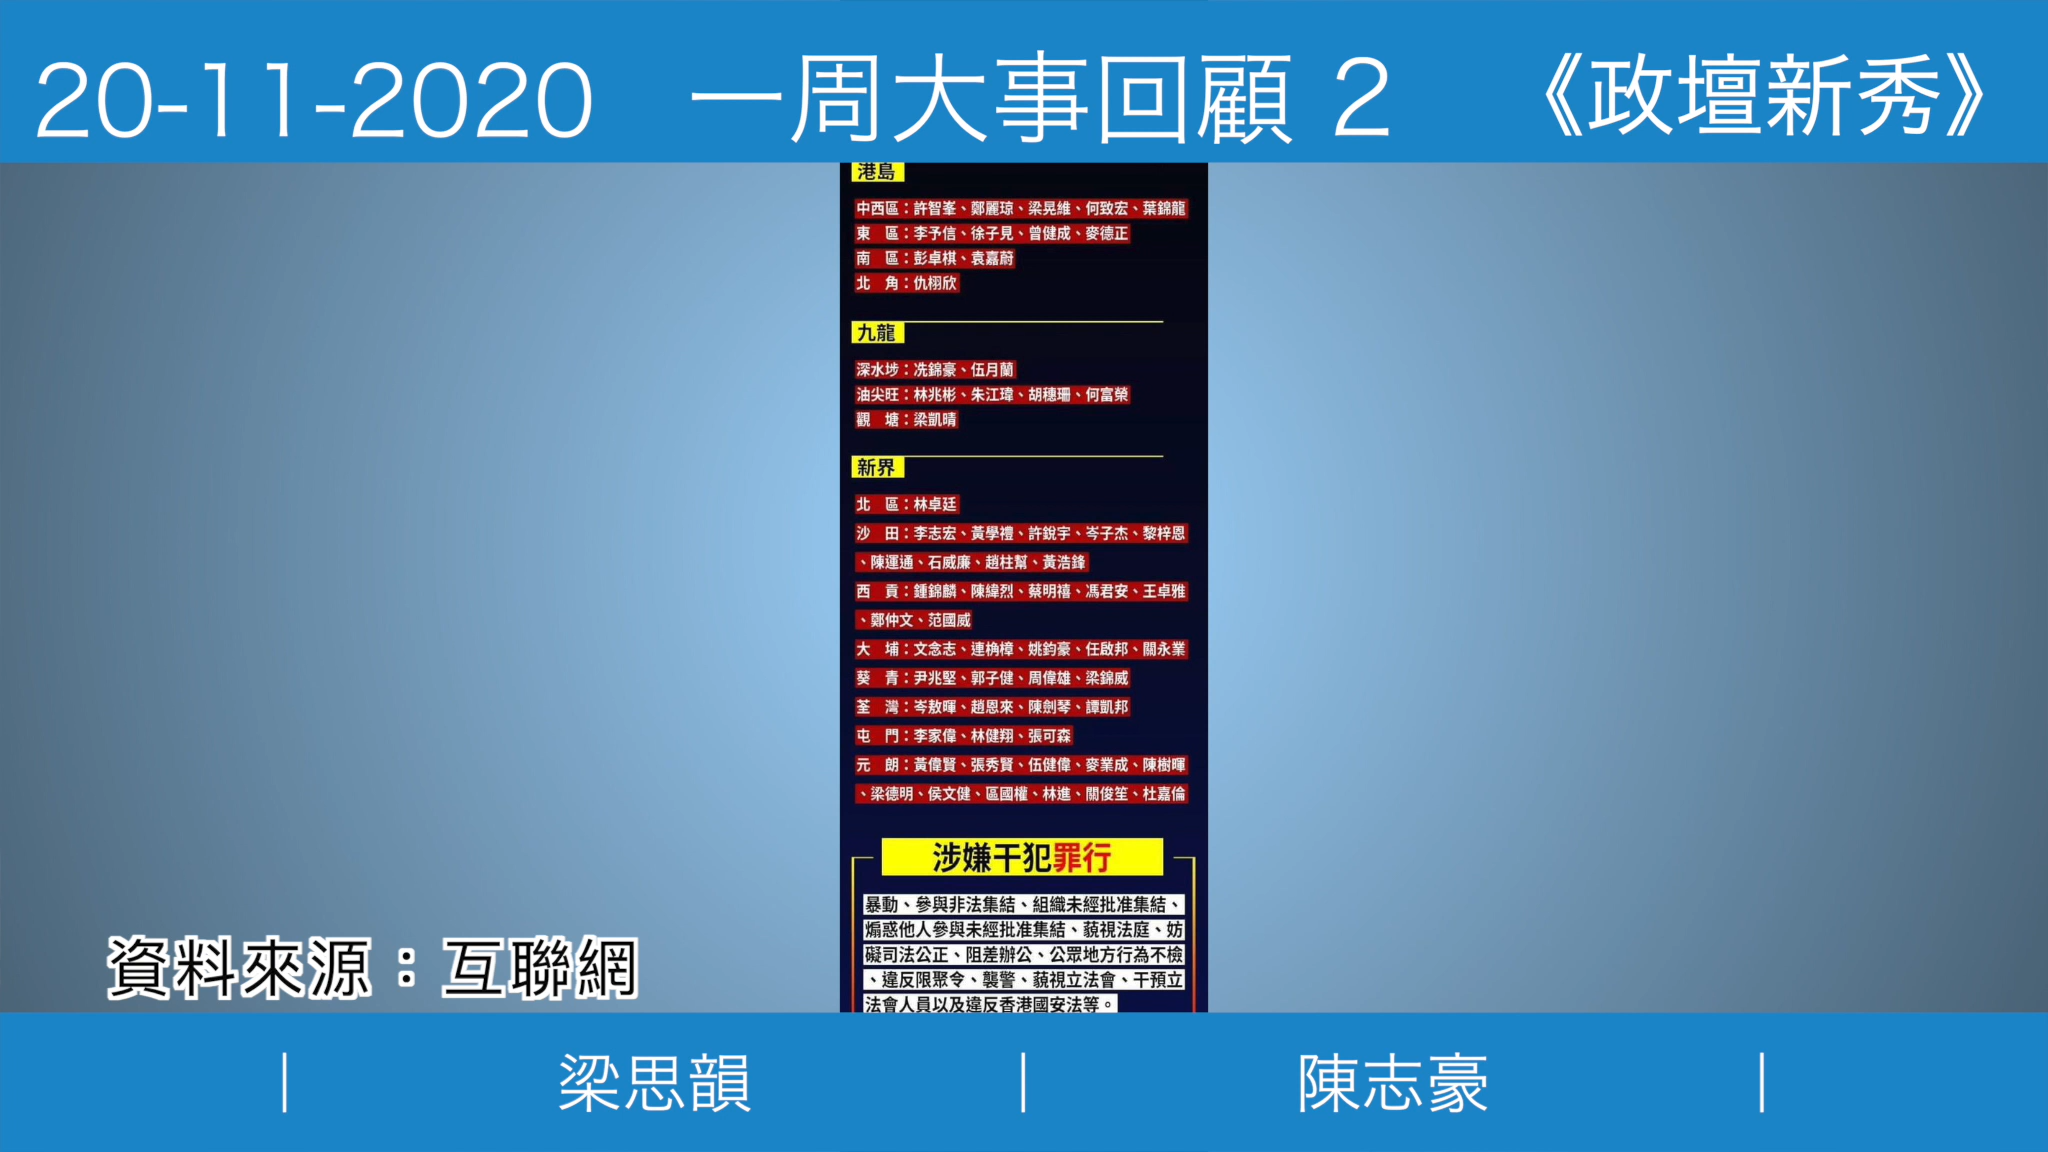 20-11-2020 一周大事回顧 2 《政壇新秀》
港島
中西區：許智峯、鄭麗琼、梁晃維、何致宏、葉錦龍
東　區：李予信、徐子見、曾健成、麥德正
南　區：彭卓棋、袁嘉蔚
北　角：仇栩欣
九龍
深水埗：冼錦豪、伍月蘭
油尖旺：林兆彬、朱江瑋、胡穗珊、何富榮
觀　塘：梁凱晴
新界
北　區：林卓廷
沙　田：李志宏、黃學禮、許銳宇、岑子杰、黎梓恩
、陳運通、石威廉、趙柱幫、黃浩鋒
西　貢：鍾錦麟、陳緯烈、蔡明禧、馮君安、王卓雅
、鄭仲文、范國威
大　埔：文念志、連桷樟、姚鈞豪、任啟邦、關永業
葵　青：尹兆堅、郭子健、周偉雄、梁錦威
荃　灣：岑敖暉、趙恩來、陳劍琴、譚凱邦
屯　門：李家偉、林健翔、張可森
元　朗：黃偉賢、張秀賢、伍健偉、麥業成、陳樹暉
、梁德明、侯文健、區國權、林進、關俊笙、杜嘉倫
涉嫌干犯罪行
暴動、參與非法集結、組織未經批准集結、
煽惑他人參與未經批准集結、藐視法庭、妨
礙司法公正、阻差辦公、公眾地方行為不檢
、違反限聚令、襲警、藐視立法會、干預立
法會人員以及違反香港國安法等。
資料來源：互聯網
｜ 梁思韻 ｜ 陳志豪 ｜